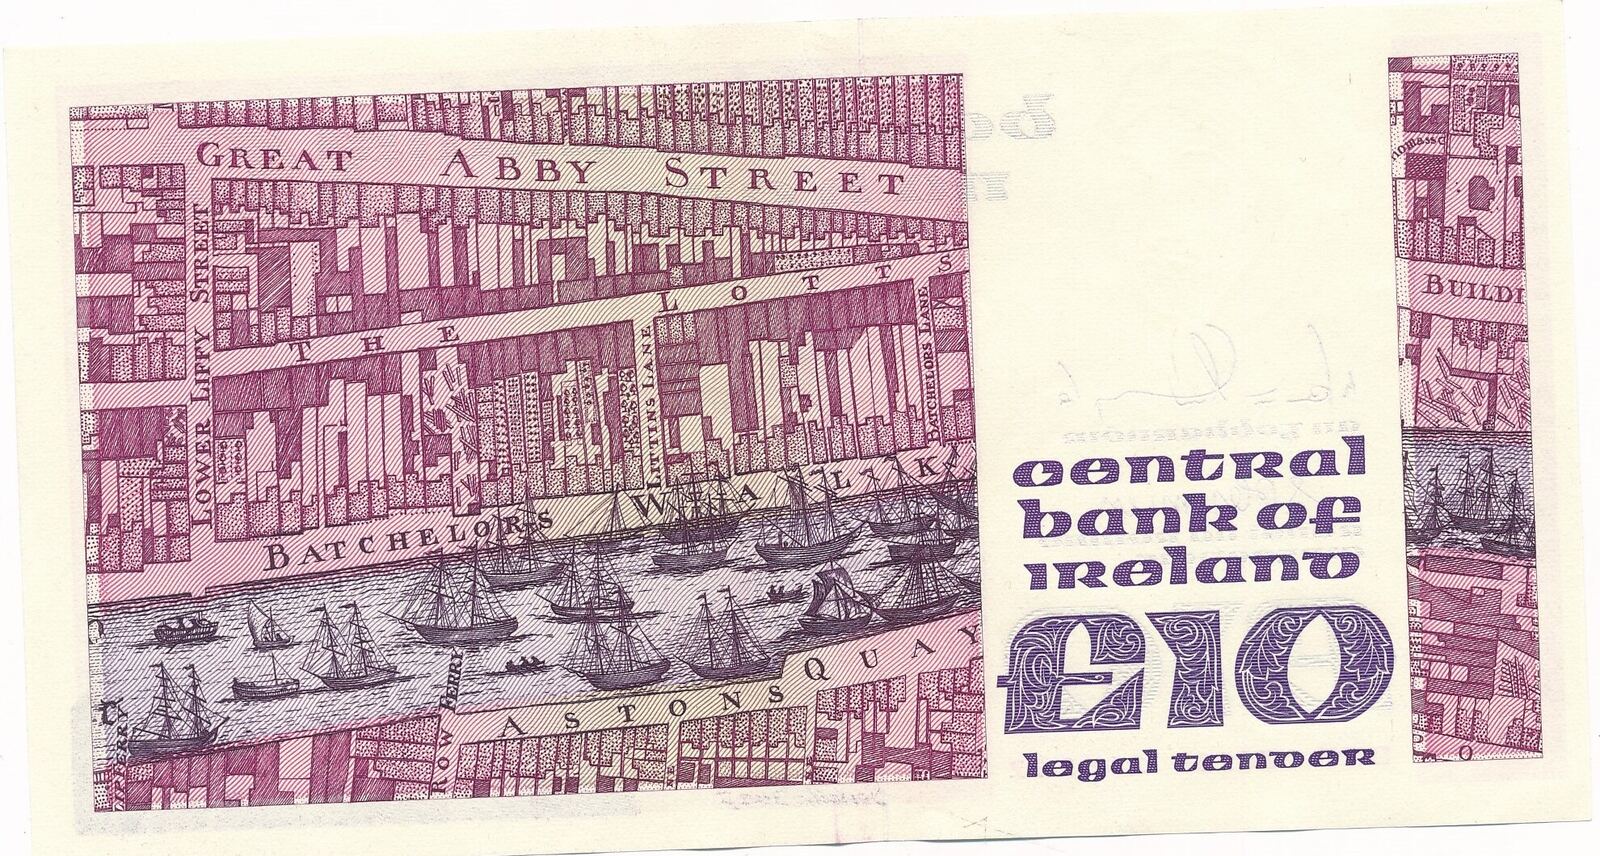 GREAT ABBY STREET
LOWER LIFFY STREET
THE LOTTS
LITTINS LANE
BATCHELORS LANE
BATCHELORS WALK
FERRY
ROW
ASTONS QUAY
central
bank of
ireland
£10
legal tender
BUILDI